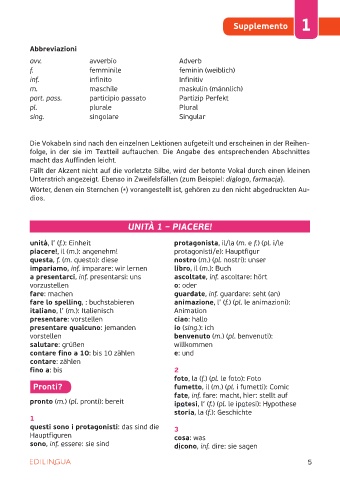 Supplemento 1
Abbreviazioni
avv. avverbio Adverb
f. femminile feminin (weiblich)
inf. infinito Infinitiv
m. maschile maskulin (männlich)
part. pass. participio passato Partizip Perfekt
pl. plurale Plural
sing. singolare Singular
Die Vokabeln sind nach den einzelnen Lektionen aufgeteilt und erscheinen in der Reihen-
folge, in der sie im Textteil auftauchen. Die Angabe des entsprechenden Abschnittes
macht das Auffinden leicht.
Fällt der Akzent nicht auf die vorletzte Silbe, wird der betonte Vokal durch einen kleinen
Unterstrich angezeigt. Ebenso in Zweifelsfällen (zum Beispiel: dialogo, farmacia).
Wörter, denen ein Sternchen (*) vorangestellt ist, gehören zu den nicht abgedruckten Au-
dios.
UNITÀ 1 – PIACERE!
unità, l' (f.): Einheit
piacere!, il (m.): angenehm!
questa, f. (m. questo): diese
impariamo, inf. imparare: wir lernen
a presentarci, inf. presentarsi: uns
vorzustellen
fare: machen
fare lo spelling, : buchstabieren
italiano, l' (m.): Italienisch
presentare: vorstellen
presentare qualcuno: jemanden
vorstellen
salutare: grüßen
contare fino a 10: bis 10 zählen
contare: zählen
fino a: bis
Pronti?
pronto (m.) (pl. pronti): bereit
1
questi sono i protagonisti: das sind die
Hauptfiguren
sono, inf. essere: sie sind
protagonista, il/la (m. e f.) (pl. i/le
protagonisti/e): Hauptfigur
nostro (m.) (pl. nostri): unser
libro, il (m.): Buch
ascoltate, inf. ascoltare: hört
o: oder
guardate, inf. guardare: seht (an)
animazione, l' (f.) (pl. le animazioni):
Animation
ciao: hallo
io (sing.): ich
benvenuto (m.) (pl. benvenuti):
willkommen
e: und
2
foto, la (f.) (pl. le foto): Foto
fumetto, il (m.) (pl. i fumetti): Comic
fate, inf. fare: macht, hier: stellt auf
ipotesi, l' (f.) (pl. le ipotesi): Hypothese
storia, la (f.): Geschichte
3
cosa: was
dicono, inf. dire: sie sagen
EDILINGUA 5